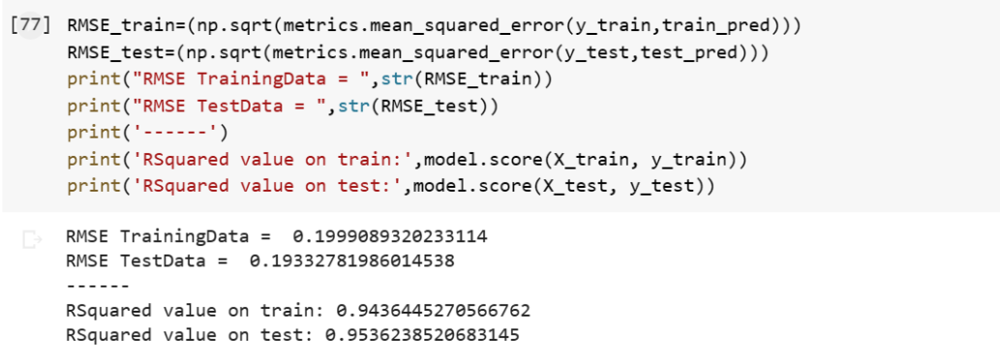 [77] RMSE_train=(np.sqrt(metrics.mean_squared_error(y_train,train_pred)))
RMSE_test=(np.sqrt(metrics.mean_squared_error(y_test,test_pred)))
print("RMSE TrainingData = ",str(RMSE_train))
print("RMSE TestData = ",str(RMSE_test))
print('------')
print('RSquared value on train:',model.score(X_train, y_train))
print('RSquared value on test:',model.score(X_test, y_test))
RMSE TrainingData =  0.1999089320233114
RMSE TestData =  0.19332781986014538
------
RSquared value on train: 0.9436445270566762
RSquared value on test: 0.9536238520683145